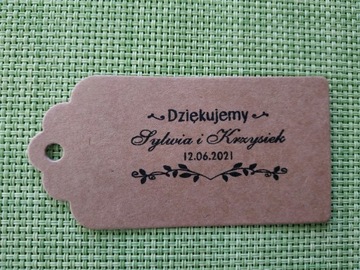 Dziękujemy
Sylwia i Krzysiek
12.06.2021